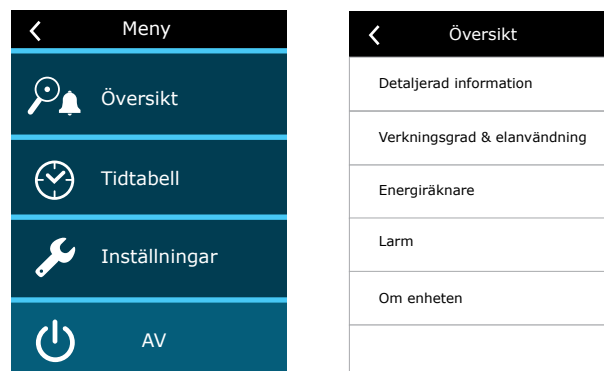 Meny
Översikt
Tidtabell
Inställningar
AV
Översikt
Detaljerad information
Verkningsgrad & elanvändning
Energiräknare
Larm
Om enheten